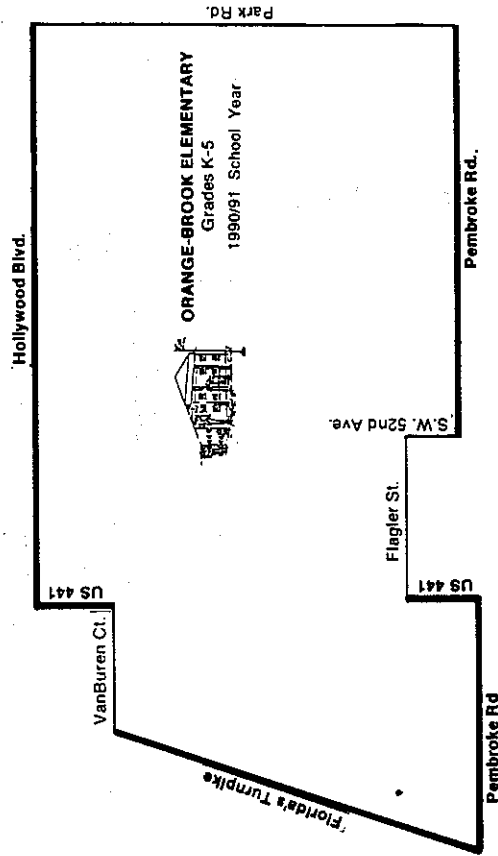 Hollywood Blvd.
Park Rd.
ORANGE-BROOK ELEMENTARY
Grades K-5
1990/91 School Year
US 441
VanBuren Ct.
Florida's Turnpike
S.W. 52nd Ave.
Flagler St.
US 441
Pembroke Rd.
Pembroke Rd